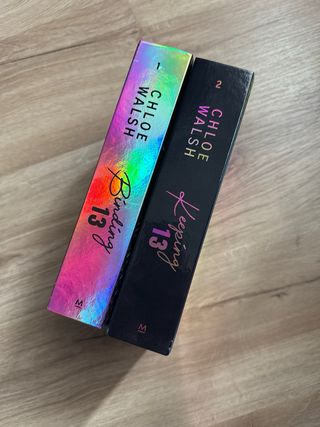 1
CHLOE
WALSH
Binding
13
M
2
CHLOE
WALSH
Keeping
13
M